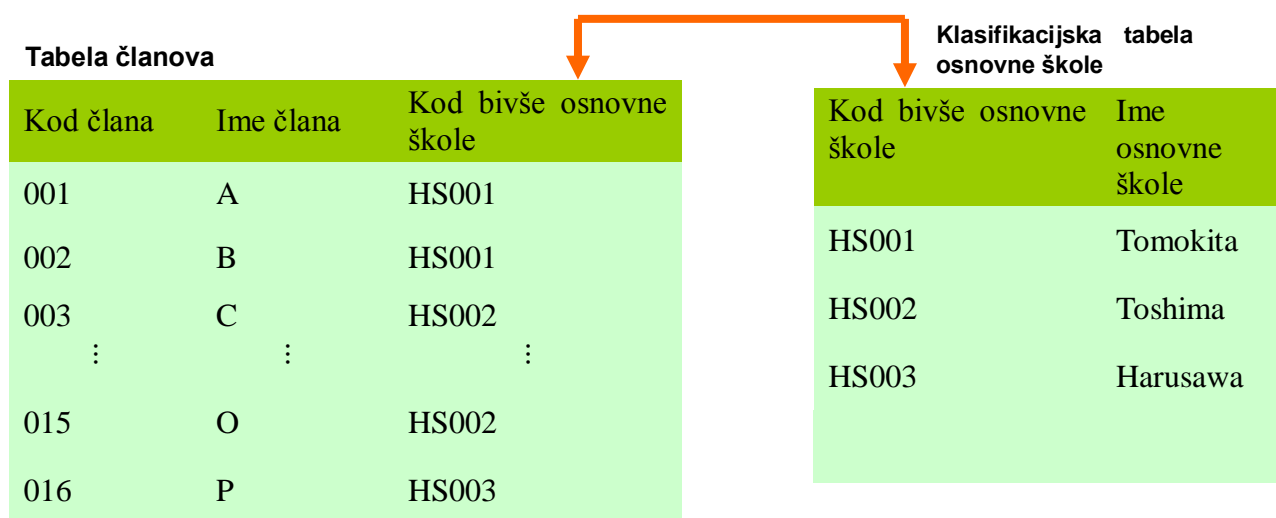 Tabela članova
Kod člana Ime člana Kod bivše osnovne
škole
001 A HS001
002 B HS001
003 C HS002
⋮ ⋮ ⋮
015 O HS002
016 P HS003
Klasifikacijska tabela
osnovne škole
Kod bivše osnovne Ime
škole osnovne
škole
HS001 Tomokita
HS002 Toshima
HS003 Harusawa